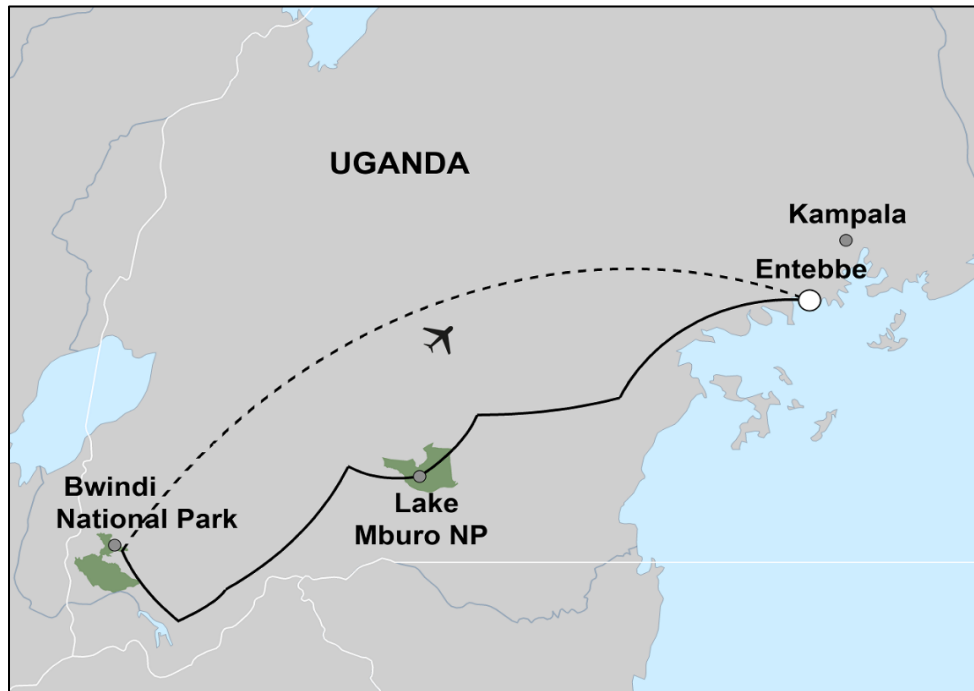 UGANDA
Kampala
Entebbe
Bwindi
National Park
Lake
Mburo NP